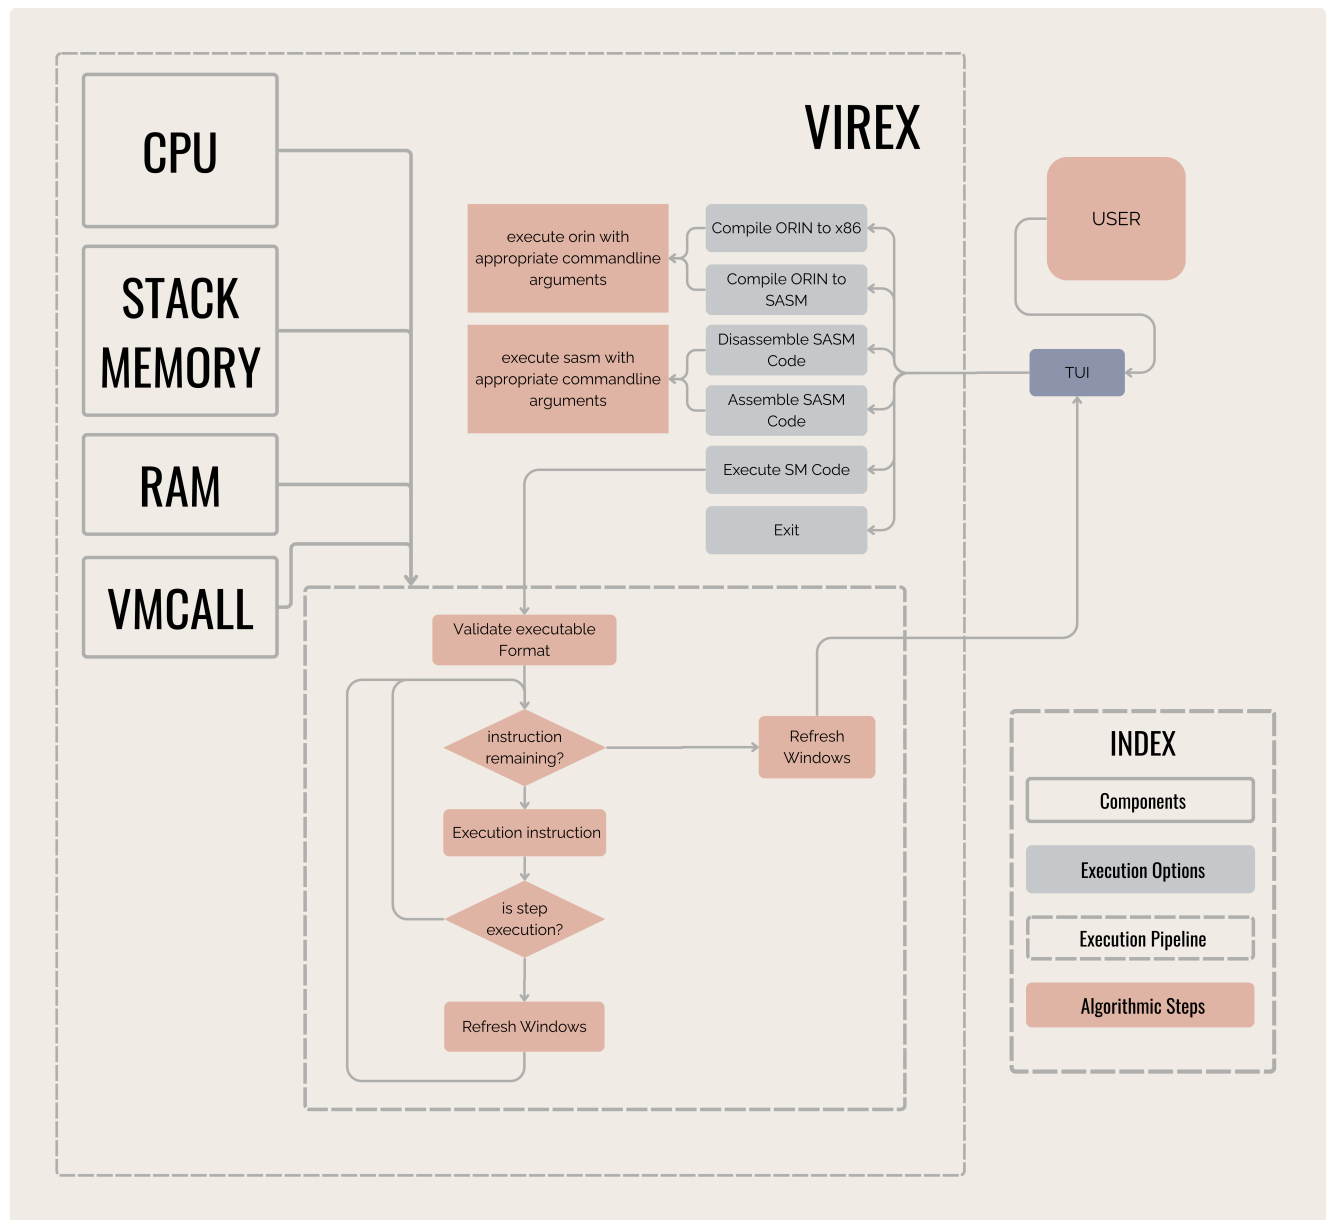 VIREX
CPU
STACK
MEMORY
RAM
VMCALL
USER
TUI
Compile ORIN to x86
Compile ORIN to
SASM
Disassemble SASM
Code
Assemble SASM
Code
Execute SM Code
Exit
execute orin with
appropriate commandline
arguments
execute sasm with
appropriate commandline
arguments
Validate executable
Format
instruction
remaining?
Refresh
Windows
Execution instruction
is step
execution?
Refresh Windows
INDEX
Components
Execution Options
Execution Pipeline
Algorithmic Steps